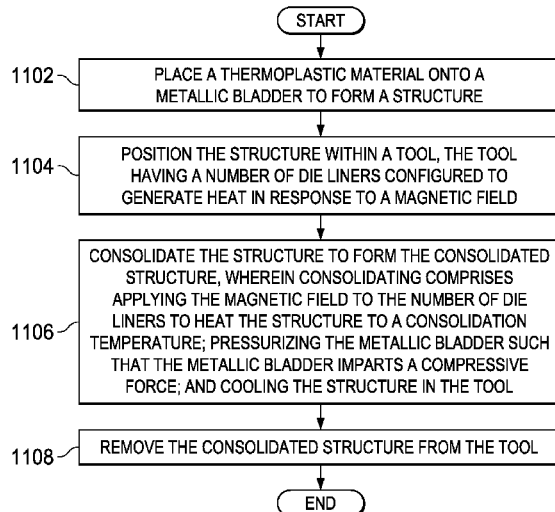 START
1102
PLACE A THERMOPLASTIC MATERIAL ONTO A
METALLIC BLADDER TO FORM A STRUCTURE
1104
POSITION THE STRUCTURE WITHIN A TOOL, THE TOOL
HAVING A NUMBER OF DIE LINERS CONFIGURED TO
GENERATE HEAT IN RESPONSE TO A MAGNETIC FIELD
1106
CONSOLIDATE THE STRUCTURE TO FORM THE CONSOLIDATED
STRUCTURE, WHEREIN CONSOLIDATING COMPRISES
APPLYING THE MAGNETIC FIELD TO THE NUMBER OF DIE
LINERS TO HEAT THE STRUCTURE TO A CONSOLIDATION
TEMPERATURE; PRESSURIZING THE METALLIC BLADDER SUCH
THAT THE METALLIC BLADDER IMPARTS A COMPRESSIVE
FORCE; AND COOLING THE STRUCTURE IN THE TOOL
1108
REMOVE THE CONSOLIDATED STRUCTURE FROM THE TOOL
END